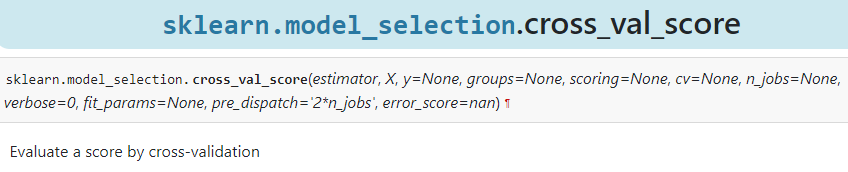 sklearn.model_selection.cross_val_score
sklearn.model_selection.cross_val_score(estimator, X, y=None, groups=None, scoring=None, cv=None, n_jobs=None,
verbose=0, fit_params=None, pre_dispatch='2*n_jobs', error_score=nan) ¶
Evaluate a score by cross-validation